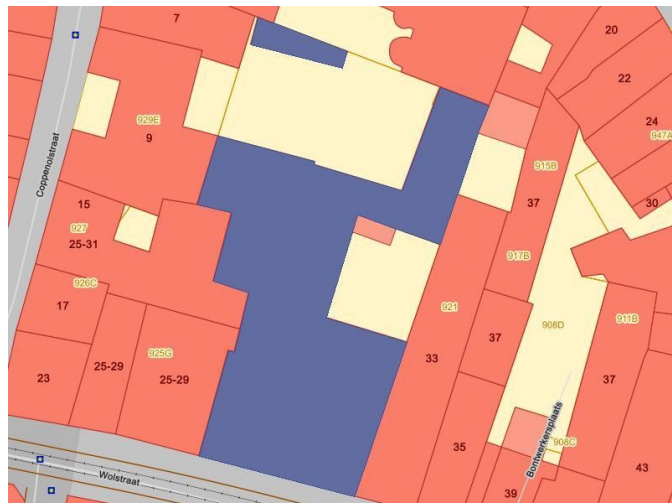 7
20
22
24
947A
929E
9
Coppenolstraat
915B
37
30
15
927
25-31
917B
926C
17
921
911B
908D
33
37
925G
25-29
25-29
23
37
35
908C
Bontwerkersplaats
43
Wolstraat
39